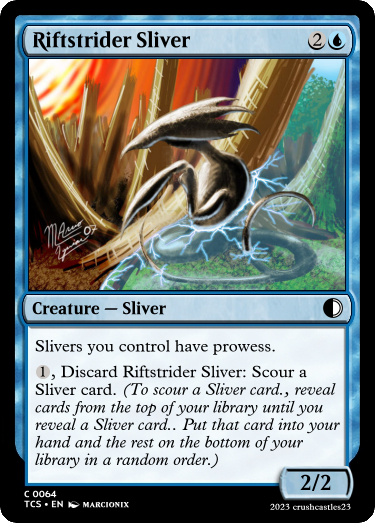 Riftstrider Sliver 2
07
Creature — Sliver
Slivers you control have prowess.
1, Discard Riftstrider Sliver: Scour a
Sliver card. (To scour a Sliver card., reveal
cards from the top of your library until you
reveal a Sliver card.. Put that card into your
hand and the rest on the bottom of your
library in a random order.)
2/2
C 0064
TCS • EN MARCIONIX
2023 crushcastles23